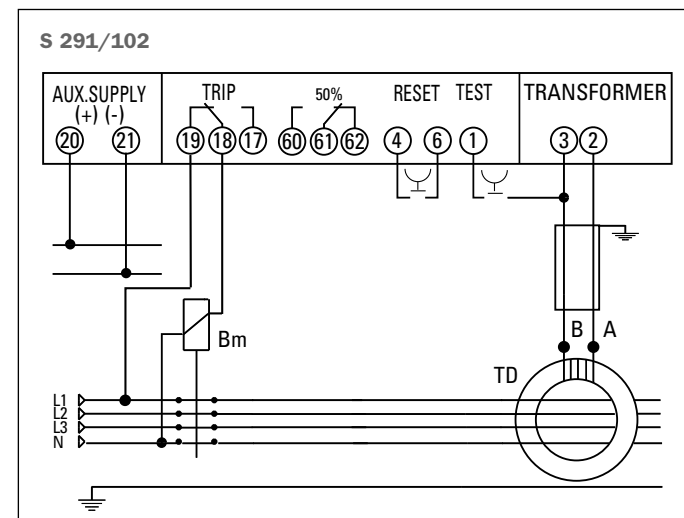 S 291/102
AUX.SUPPLY TRIP 50% RESET TEST TRANSFORMER
(+) (-)
20 21 19 18 17 60 61 62 4 6 1 3 2
Bm
B A
TD
L1
L2
L3
N